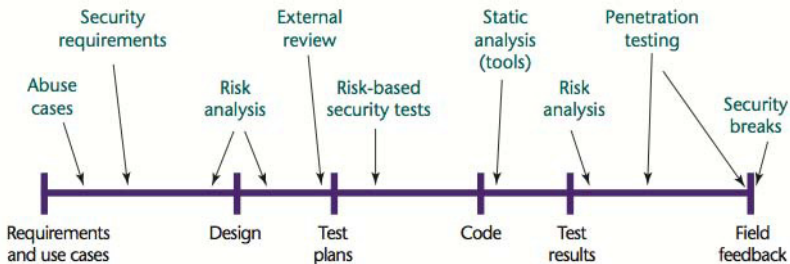 Security
requirements
External
review
Static
analysis
(tools)
Penetration
testing
Abuse
cases
Risk
analysis
Risk-based
security tests
Risk
analysis
Security
breaks
Requirements
and use cases
Design
Test
plans
Code
Test
results
Field
feedback